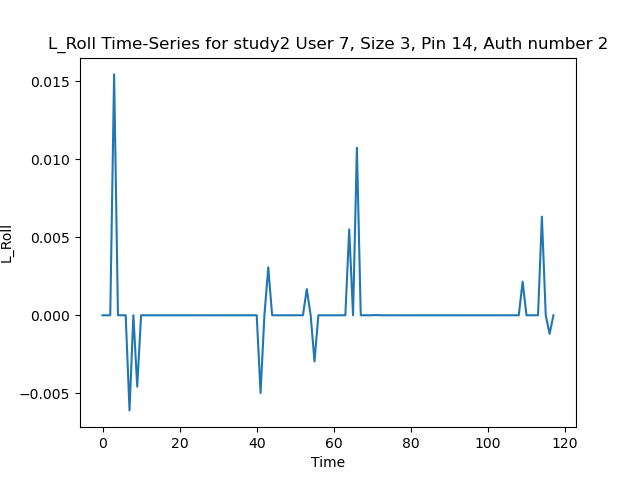 L_Roll Time-Series for study2 User 7, Size 3, Pin 14, Auth number 2
0.015
0.010
0.005
0.000
−0.005
L_Roll
0 20 40 60 80 100 120
Time